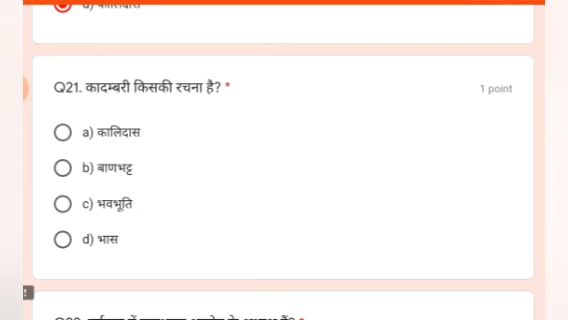 Q21. कादम्बरी किसकी रचना है? *
1 point
a) कालिदास
b) बाणभट्ट
c) भवभूति
d) भास